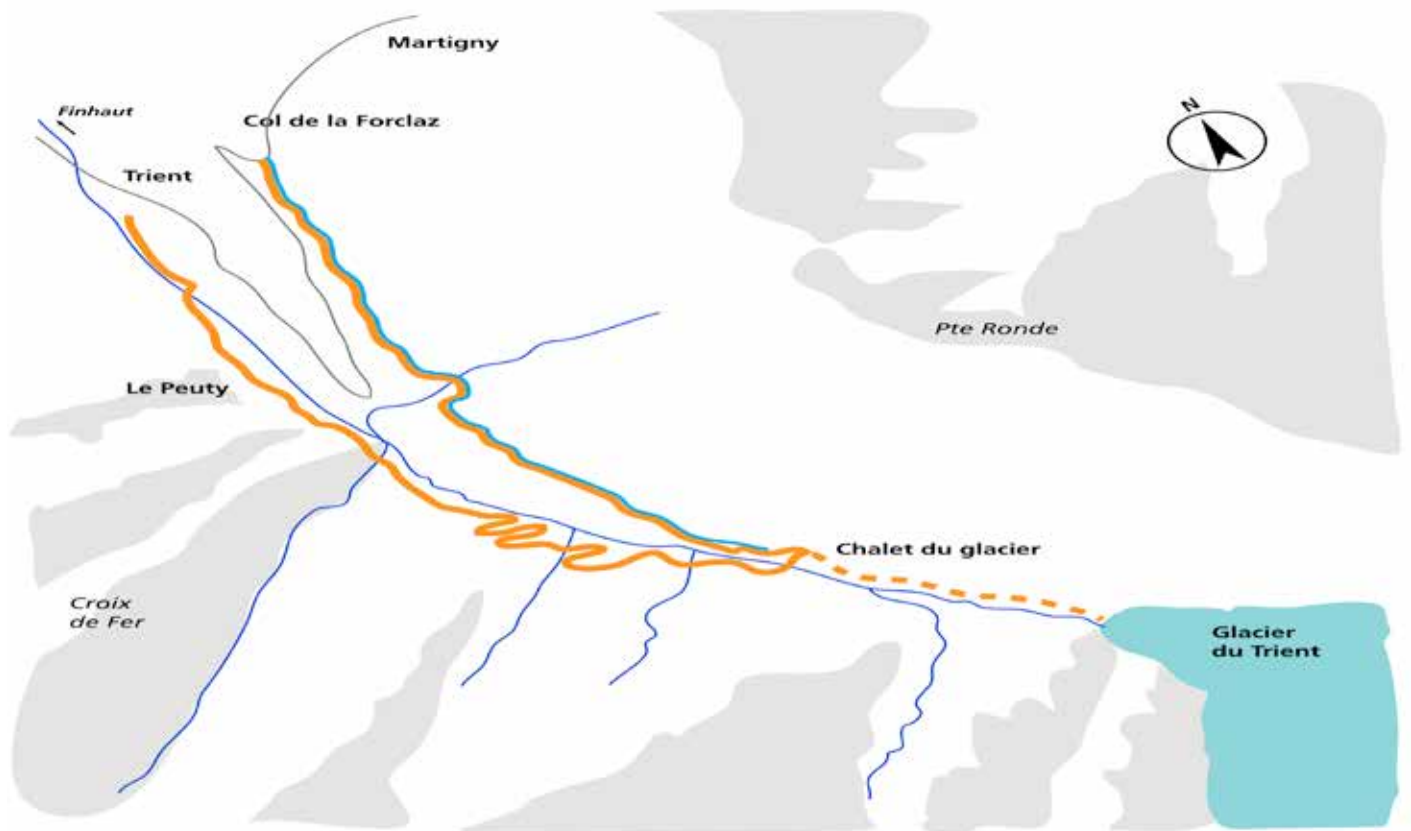 Martigny
Finhaut
Col de la Forclaz
N
Trient
Pte Ronde
Le Peuty
Chalet du glacier
Croix
de Fer
Glacier
du Trient